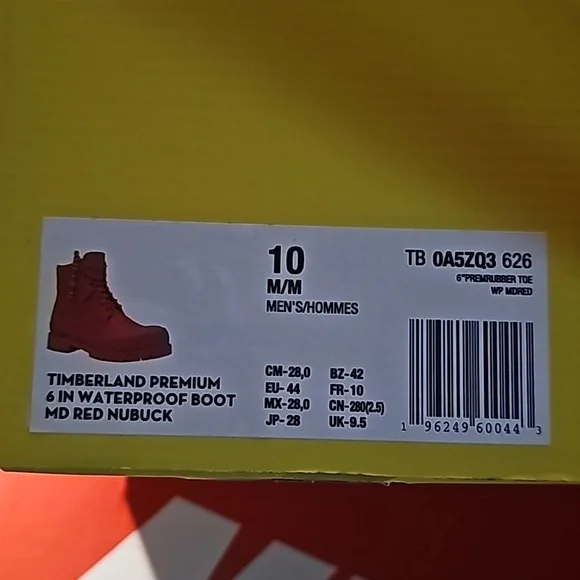 10
M/M
MEN'S/HOMMES
TB 0A5ZQ3 626
6"PREMRUBBER TOE
WP MDRED
TIMBERLAND PREMIUM
6 IN WATERPROOF BOOT
MD RED NUBUCK
CM-28,0 BZ-42
EU- 44 FR-10
MX-28,0 CN-280(2.5)
JP- 28 UK-9.5
1 96249 60044 3